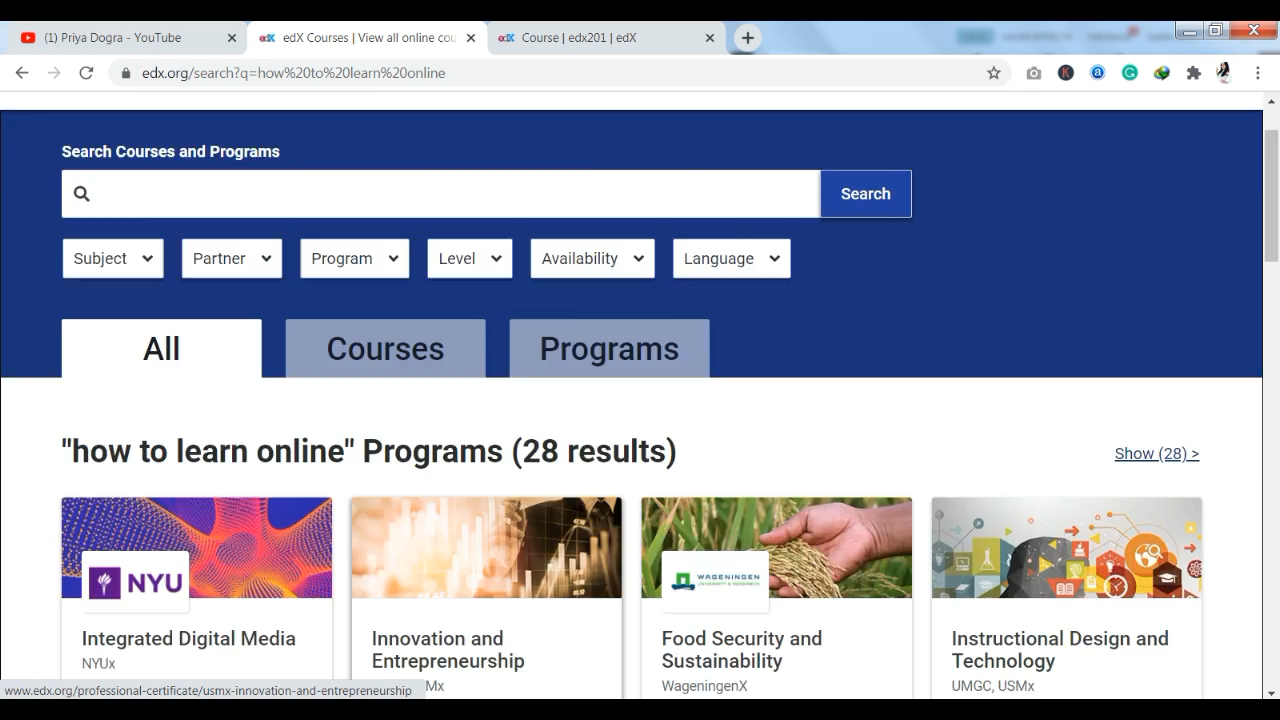 (1) Priya Dogra - YouTube
edX Courses | View all online cou
Course | edx201 | edX
edx.org/search?q=how%20to%20learn%20online
Search Courses and Programs
Search
Subject
Partner
Program
Level
Availability
Language
All
Courses
Programs
"how to learn online" Programs (28 results)
Show (28) >
NYU
WAGENINGEN
Integrated Digital Media
NYUx
Innovation and
Entrepreneurship
Mx
Food Security and
Sustainability
WageningenX
Instructional Design and
Technology
UMGC, USMx
www.edx.org/professional-certificate/usmx-innovation-and-entrepreneurship